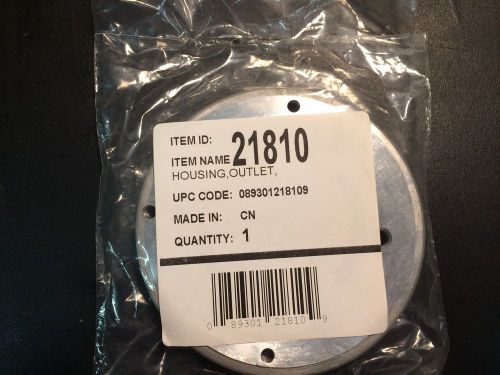 ITEM ID: 21810
ITEM NAME
HOUSING,OUTLET,
UPC CODE: 089301218109
MADE IN: CN
QUANTITY: 1
0 89301 21810 9